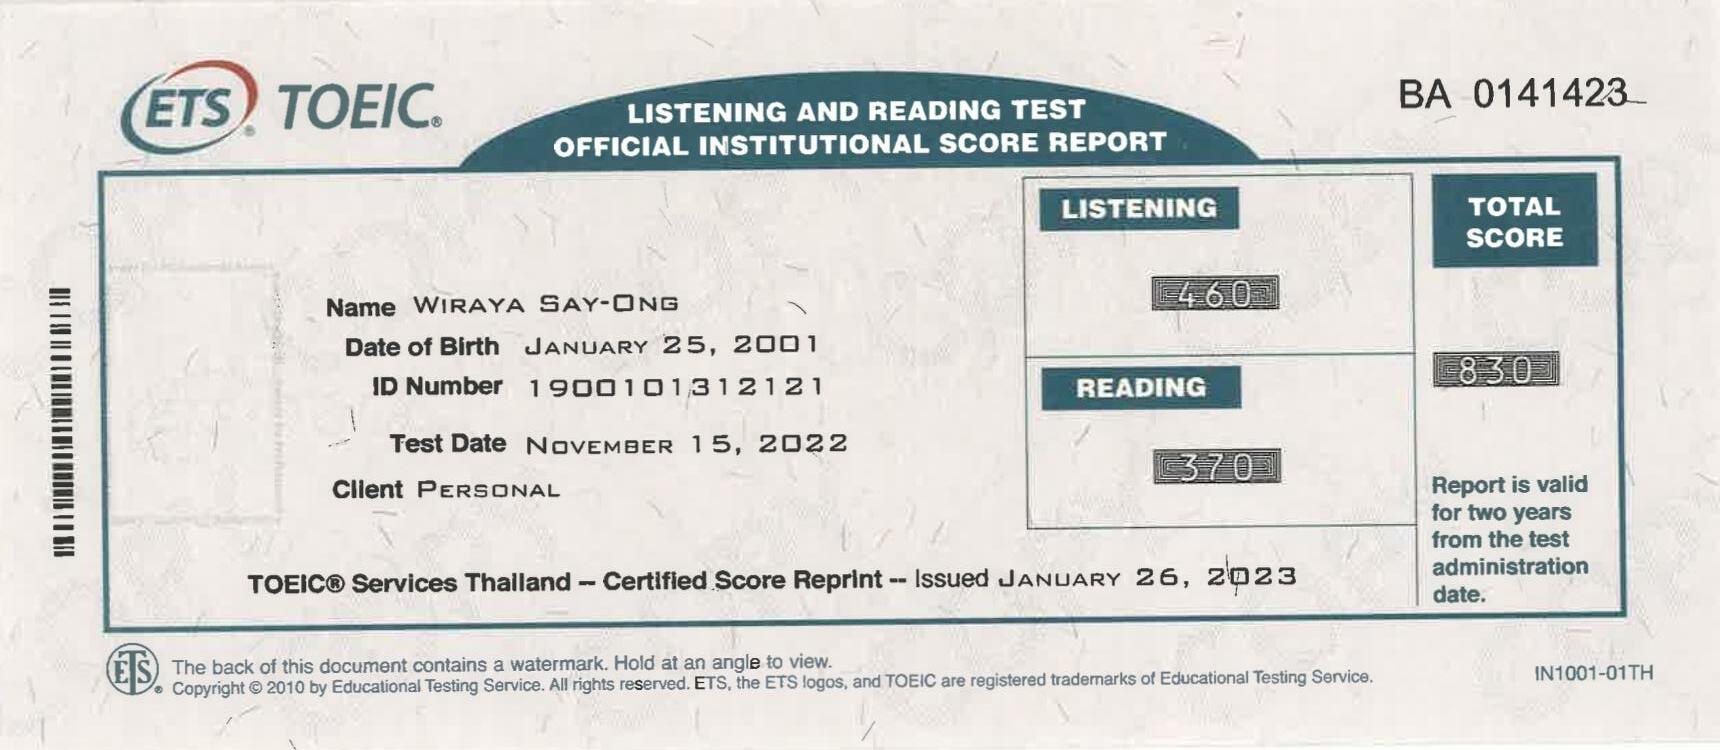 ETS® TOEIC®
LISTENING AND READING TEST
OFFICIAL INSTITUTIONAL SCORE REPORT
BA 0141423
LISTENING
460
READING
370
TOTAL
SCORE
830
Name WIRAYA SAY-ONG
Date of Birth JANUARY 25, 2001
ID Number 1900101312121
Test Date NOVEMBER 15, 2022
Client PERSONAL
Report is valid
for two years
from the test
administration
date.
TOEIC® Services Thailand -- Certified Score Reprint -- Issued JANUARY 26, 2023
ETS® The back of this document contains a watermark. Hold at an angle to view.
Copyright © 2010 by Educational Testing Service. All rights reserved. ETS, the ETS logos, and TOEIC are registered trademarks of Educational Testing Service.
IN1001-01TH